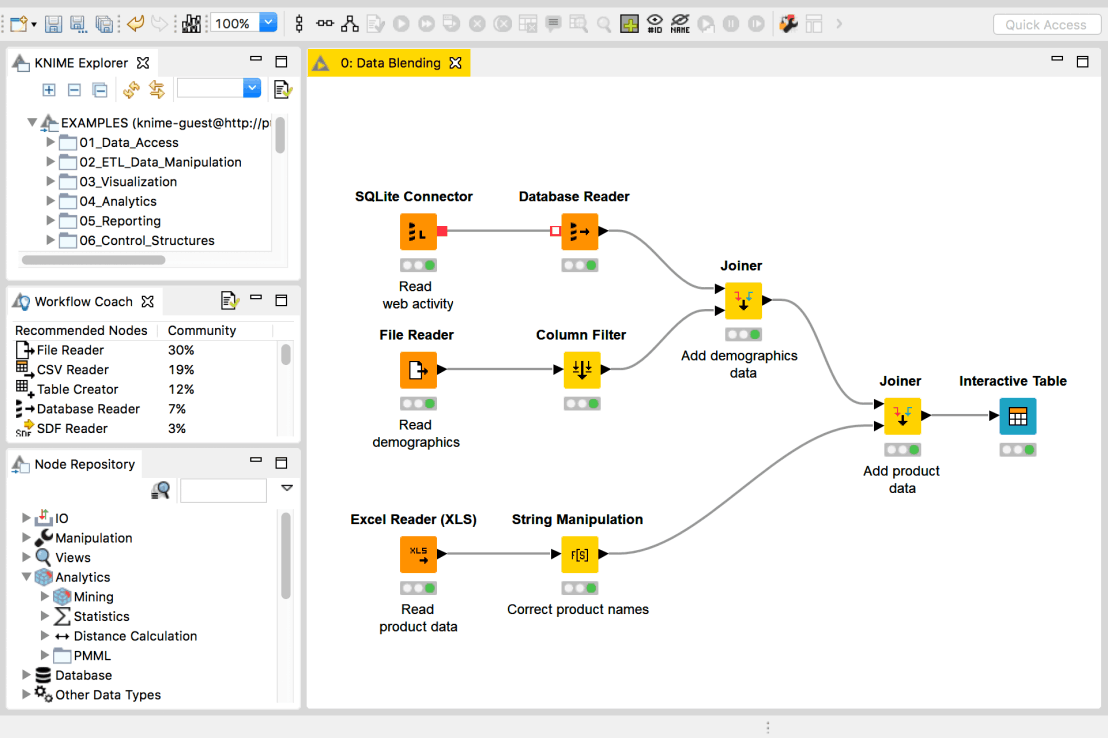 100%
#ID
NAME
Quick Access
KNIME Explorer
0: Data Blending
EXAMPLES (knime-guest@http://p
01_Data_Access
02_ETL_Data_Manipulation
03_Visualization
04_Analytics
05_Reporting
06_Control_Structures
Workflow Coach
Recommended Nodes Community
File Reader 30%
CSV Reader 19%
Table Creator 12%
Database Reader 7%
SDF SDF Reader 3%
Node Repository
IO
Manipulation
Views
Analytics
Mining
Statistics
Distance Calculation
PMML
Database
Other Data Types
SQLite Connector
L
Read
web activity
Database Reader
File Reader
Read
demographics
Column Filter
Joiner
Add demographics
data
Joiner
Add product
data
Interactive Table
Excel Reader (XLS)
XLS
Read
product data
String Manipulation
F[S]
Correct product names